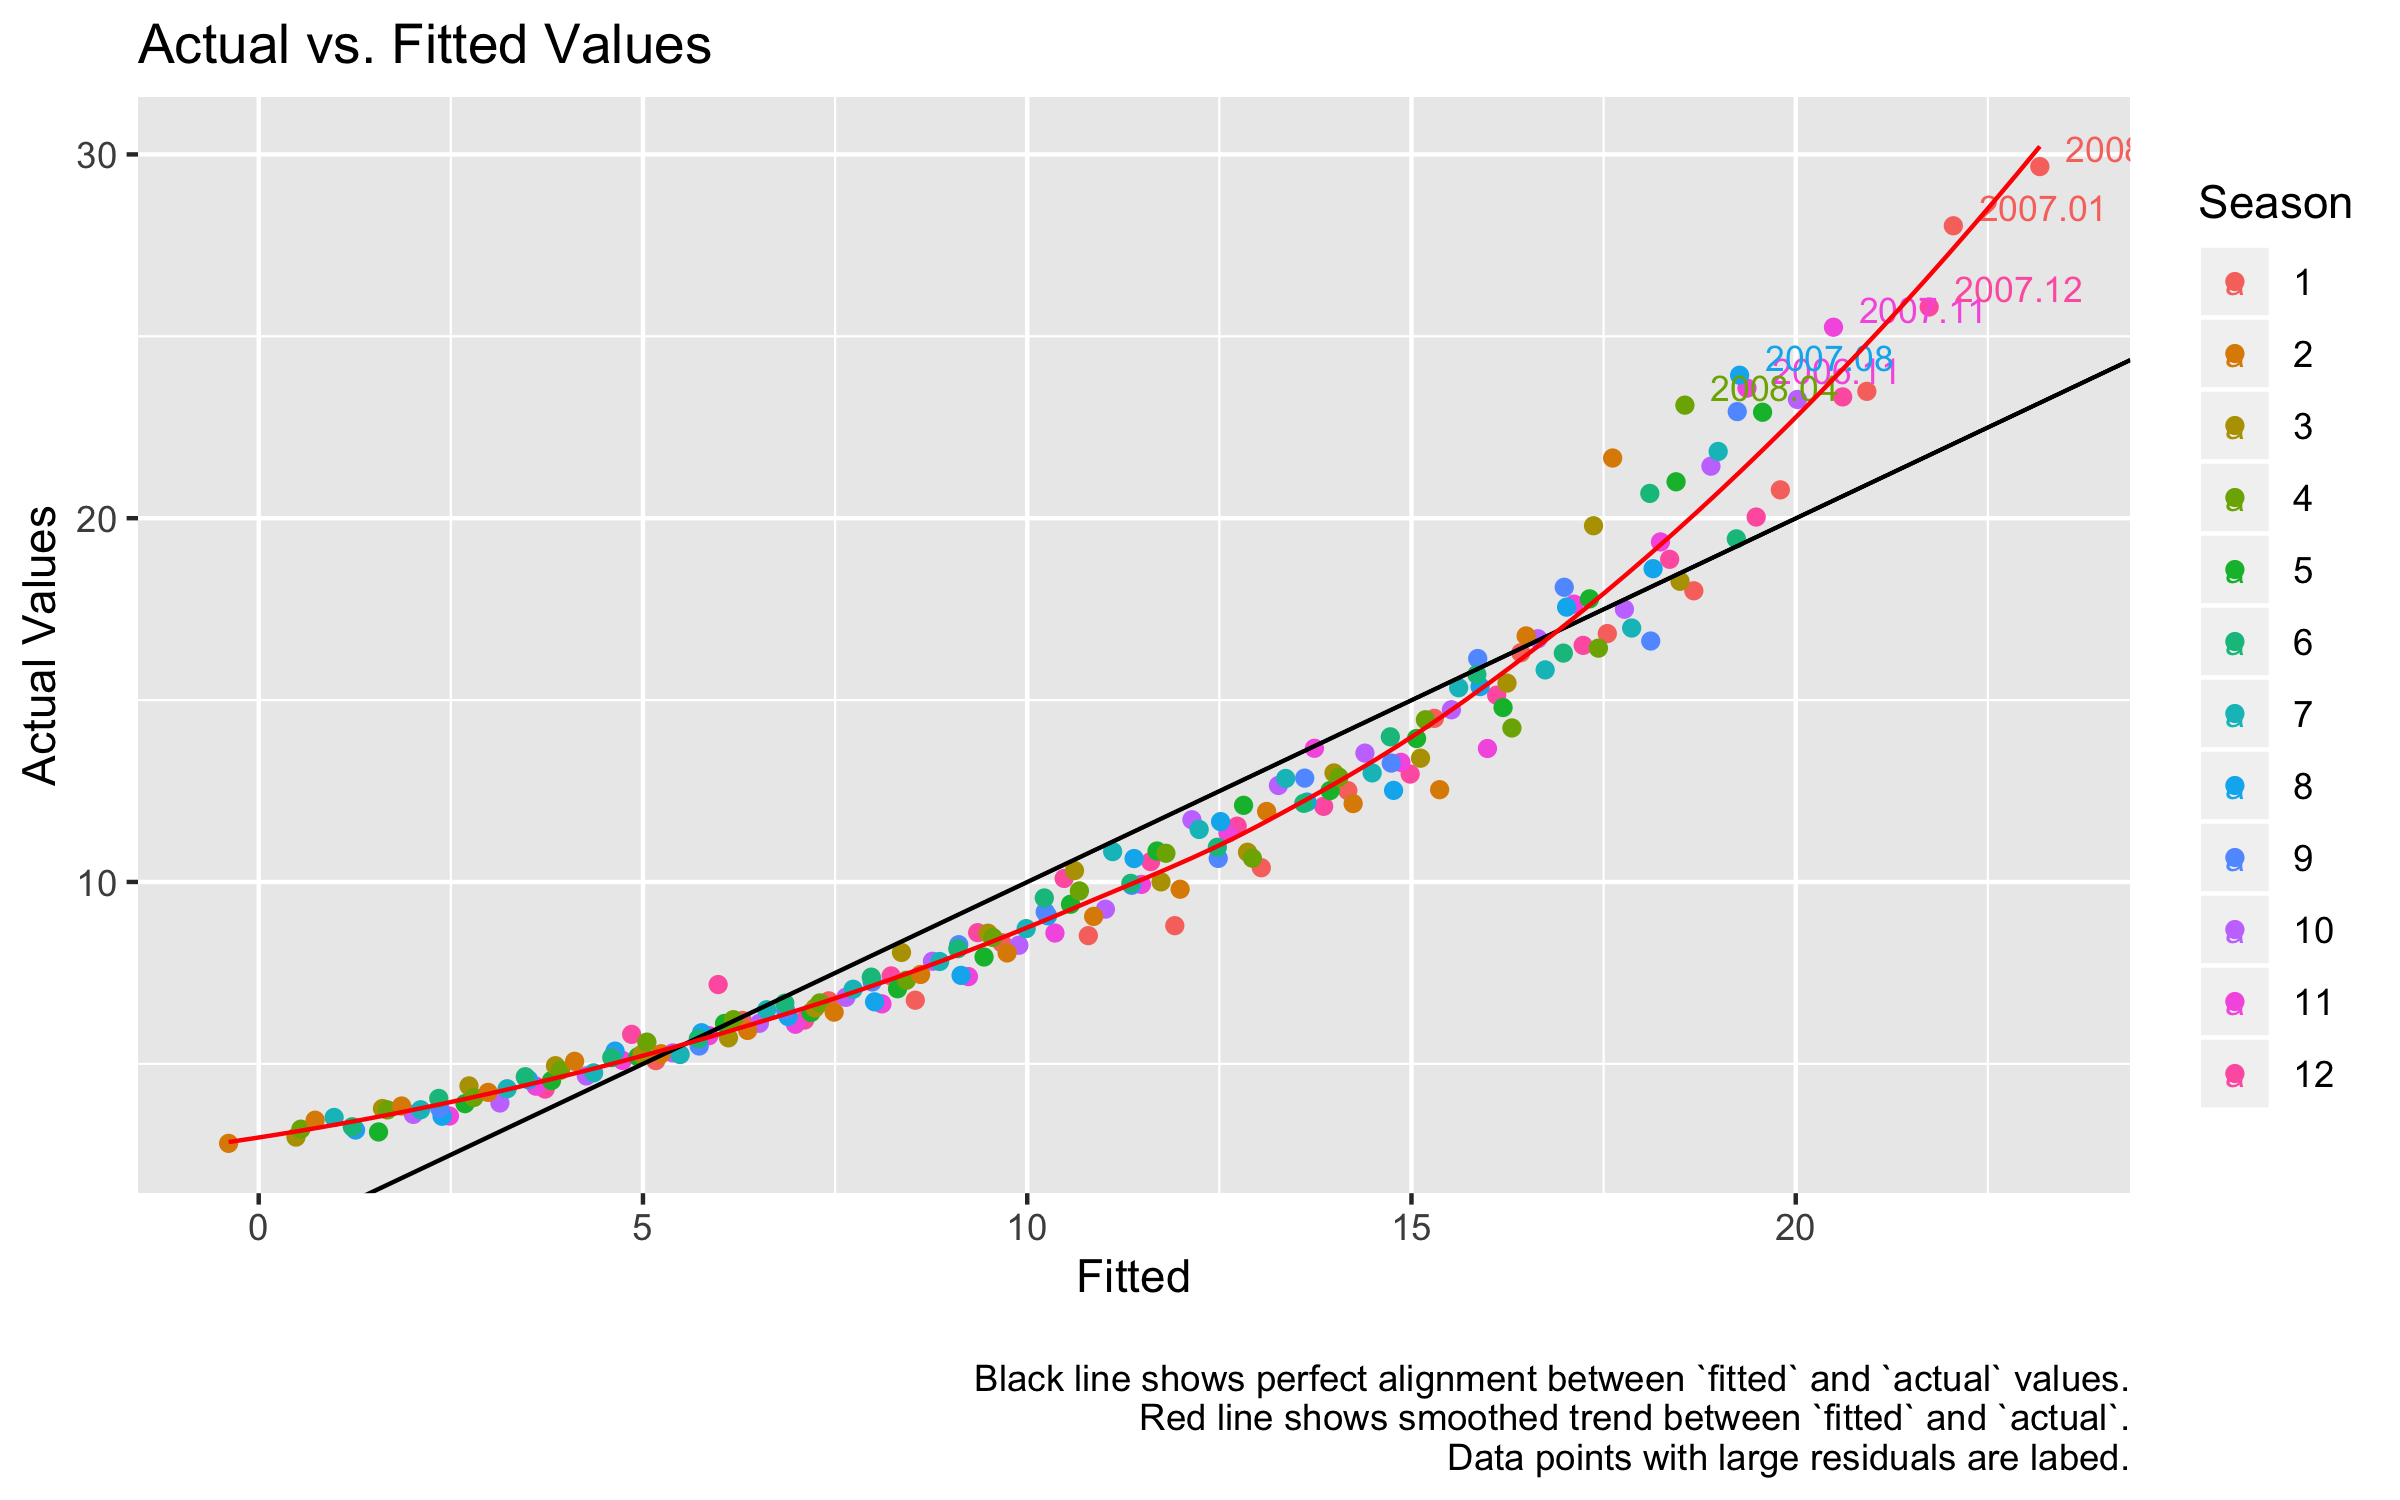 Actual vs. Fitted Values
Actual Values
30
20
10
2008
2007.01
2007.12
2007.11
2007.08
2006.11
2008.04
0
5
10
15
20
Fitted
Season
a 1
a 2
a 3
a 4
a 5
a 6
a 7
a 8
a 9
a 10
a 11
a 12
Black line shows perfect alignment between `fitted` and `actual` values.
Red line shows smoothed trend between `fitted` and `actual`.
Data points with large residuals are labed.